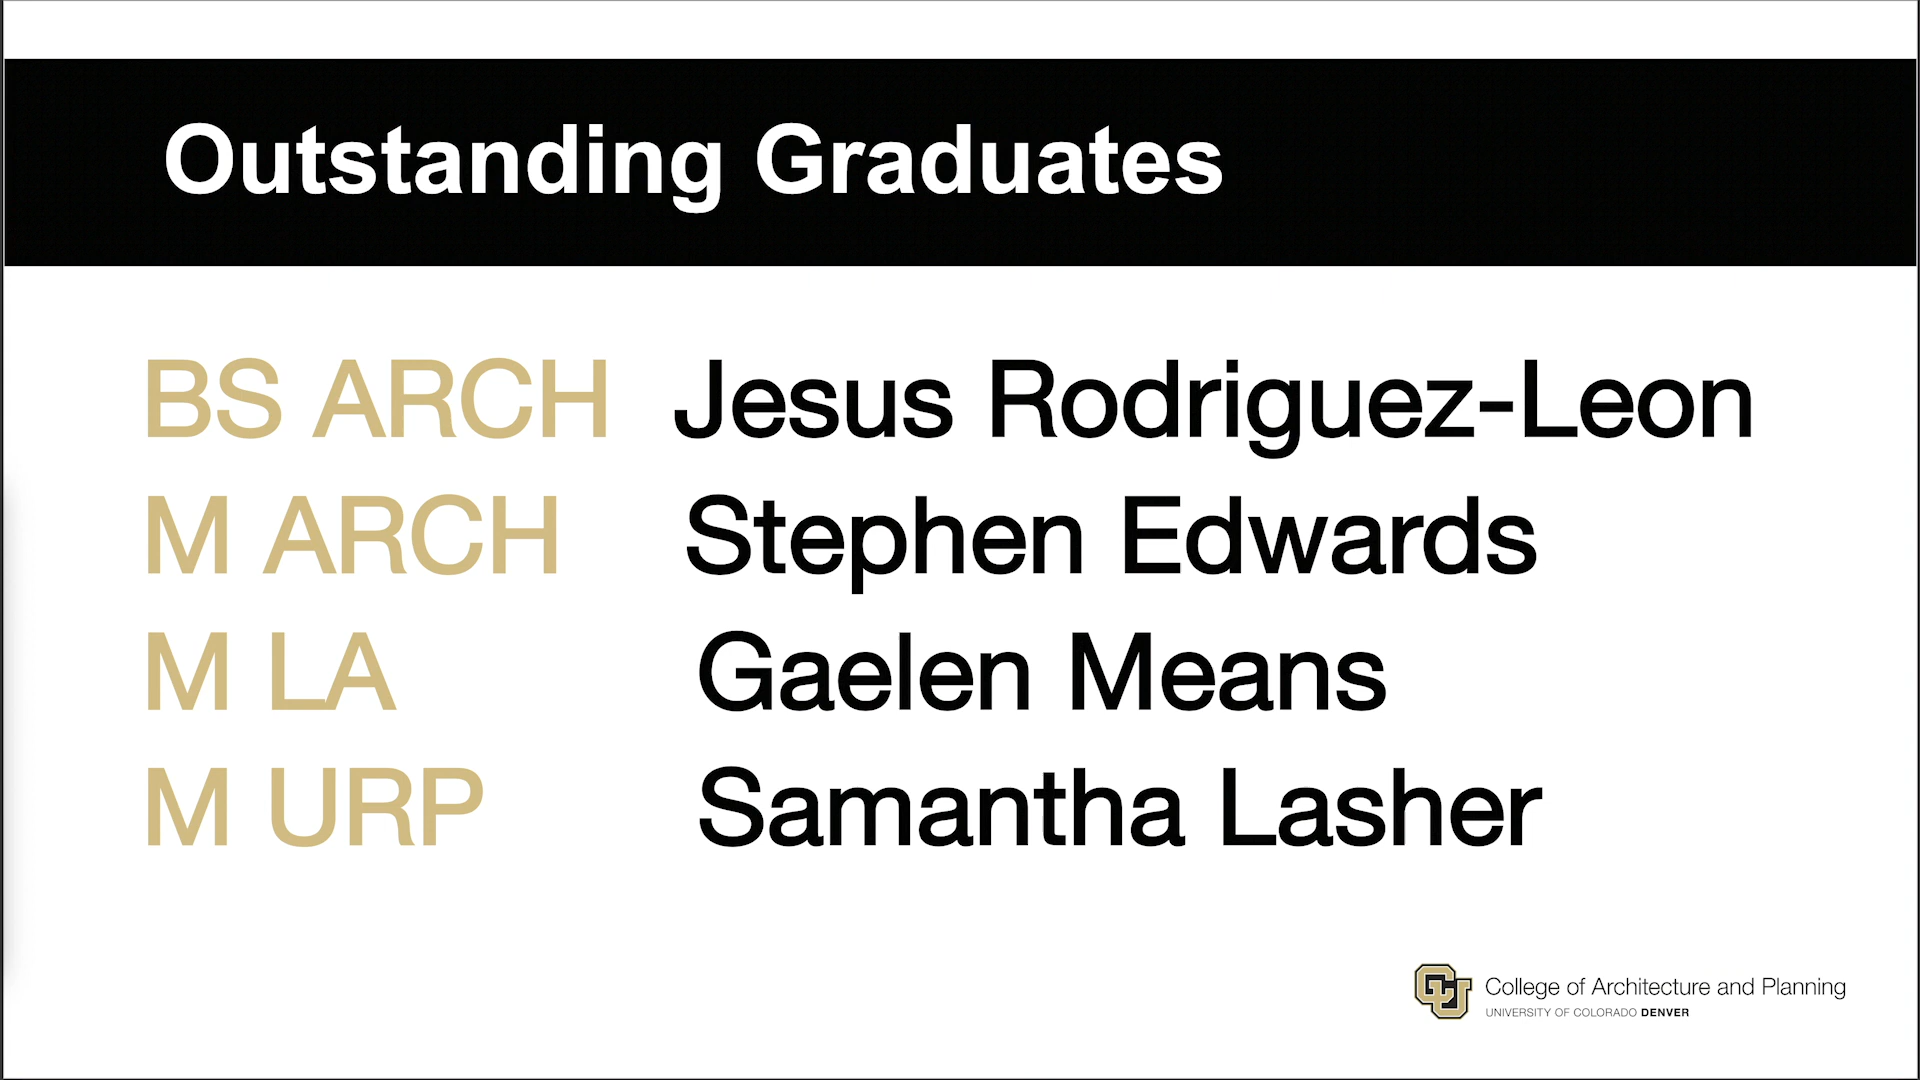 Outstanding Graduates
BS ARCH Jesus Rodriguez-Leon
M ARCH Stephen Edwards
M LA Gaelen Means
M URP Samantha Lasher
CU College of Architecture and Planning
UNIVERSITY OF COLORADO DENVER